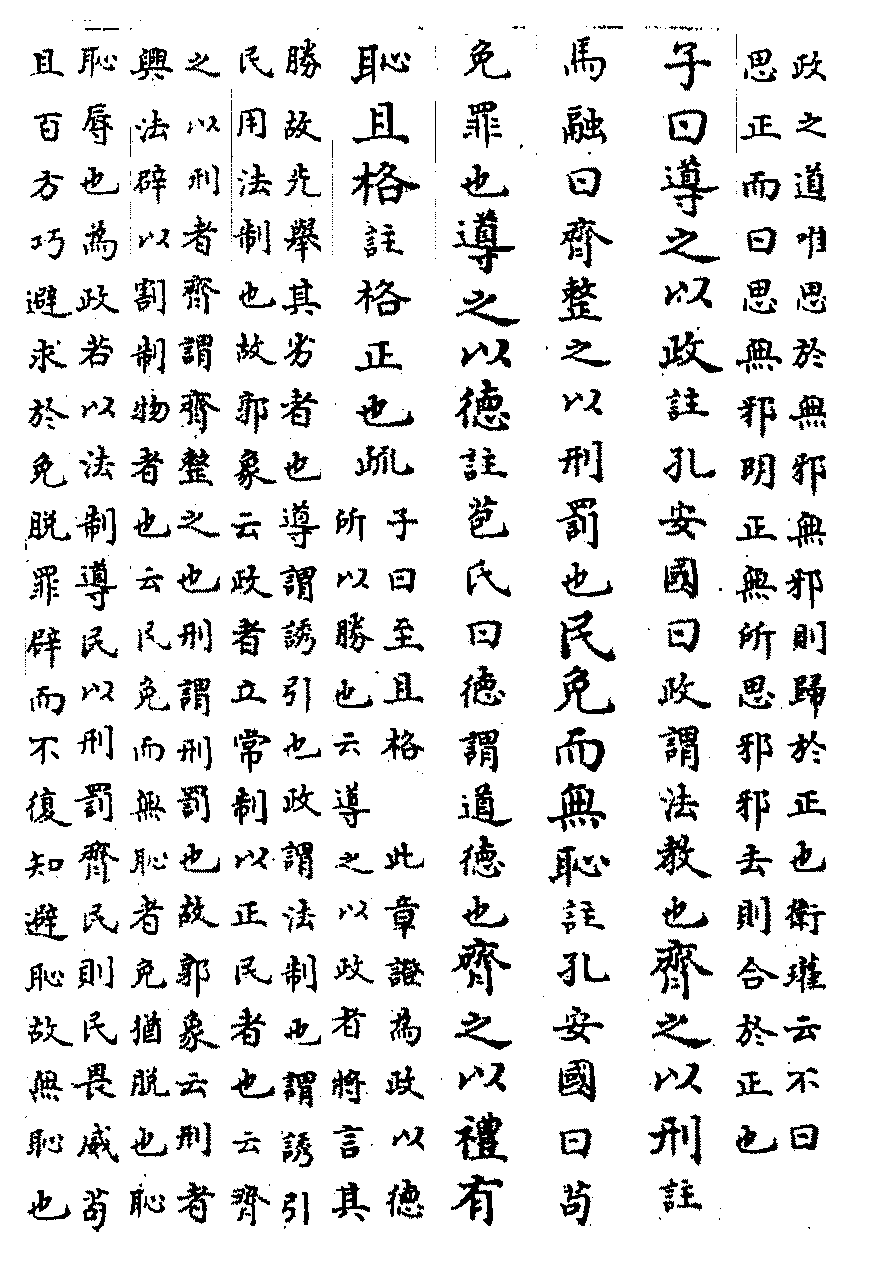 政之道唯思於無邪無邪則歸於正也衛瓘云不曰
思正而曰思無邪明正無所思邪邪去則合於正也
子曰導之以政註孔安國曰政謂法教也齊之以刑註
馬融曰齊整之以刑罰也民免而無恥註孔安國曰苟
免罪也導之以德註苞氏曰德謂道德也齊之以禮有
恥且格註格正也疏
子曰至且格 此章證為政以德
所以勝也云導之以政者將言其
勝故先舉其劣者也導謂誘引也政謂法制也謂誘引
民用法制也故郭象云政者立常制以正民者也云齊
之以刑者齊謂齊整之也刑謂刑罰也故郭象云刑者
興法辟以割制物者也云民免而無恥者免猶脱也恥
恥辱也為政若以法制導民以刑罰齊民則民畏威苟
且百方巧避求於免脱罪辟而不復知避恥故無恥也